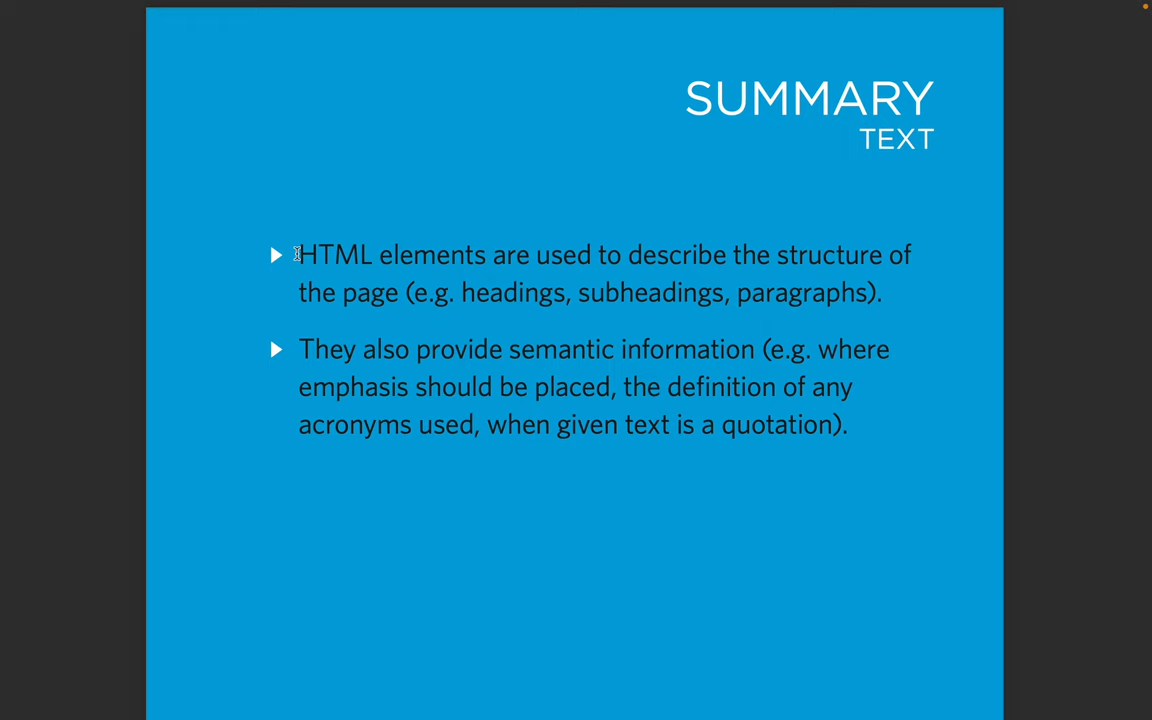 SUMMARY
TEXT
HTML elements are used to describe the structure of
the page (e.g. headings, subheadings, paragraphs).
They also provide semantic information (e.g. where
emphasis should be placed, the definition of any
acronyms used, when given text is a quotation).